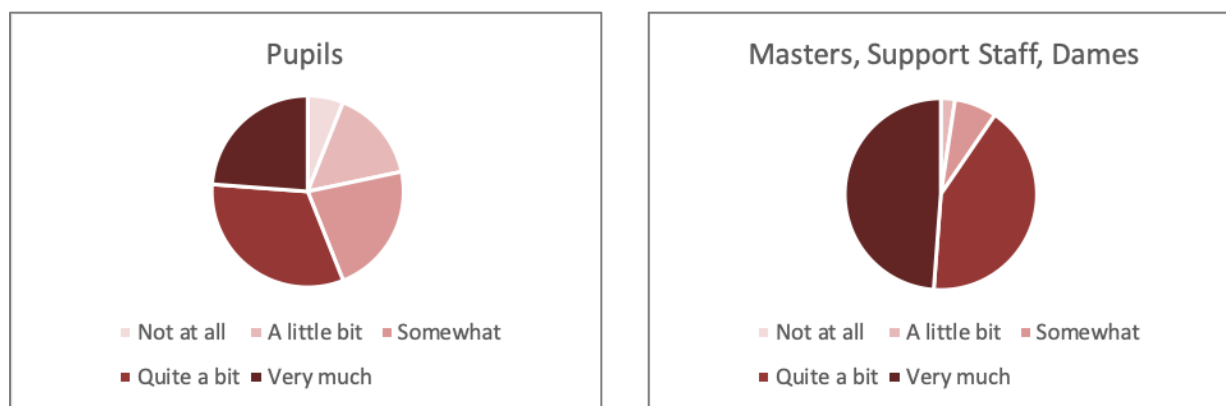 Pupils
Not at all A little bit Somewhat
Quite a bit Very much
Masters, Support Staff, Dames
Not at all A little bit Somewhat
Quite a bit Very much